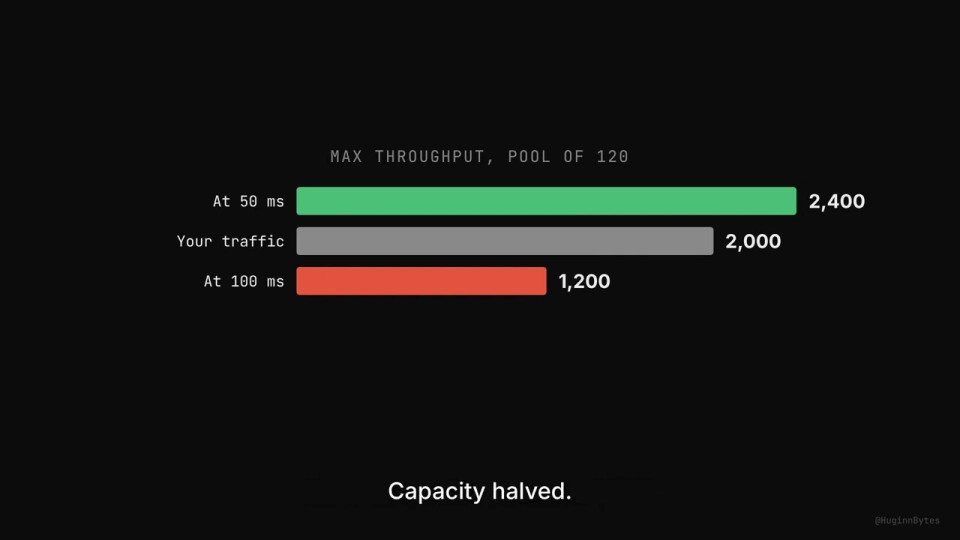 MAX THROUGHPUT, POOL OF 120
At 50 ms 2,400
Your traffic 2,000
At 100 ms 1,200
Capacity halved.
@HuginnBytes